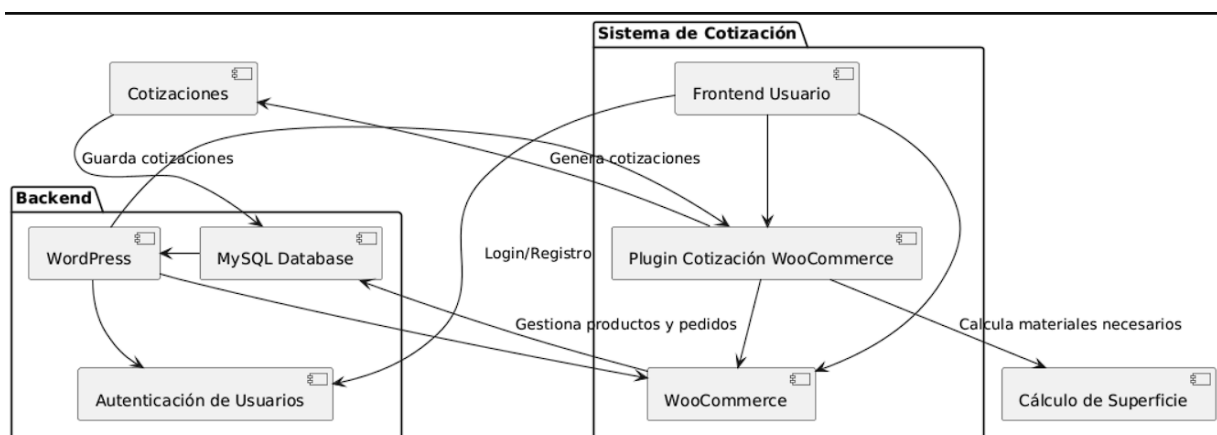 Sistema de Cotización
Cotizaciones
Frontend Usuario
Guarda cotizaciones
Genera cotizaciones
Backend
WordPress
MySQL Database
Login/Registro
Plugin Cotización WooCommerce
Gestiona productos y pedidos
Calcula materiales necesarios
Autenticación de Usuarios
WooCommerce
Cálculo de Superficie